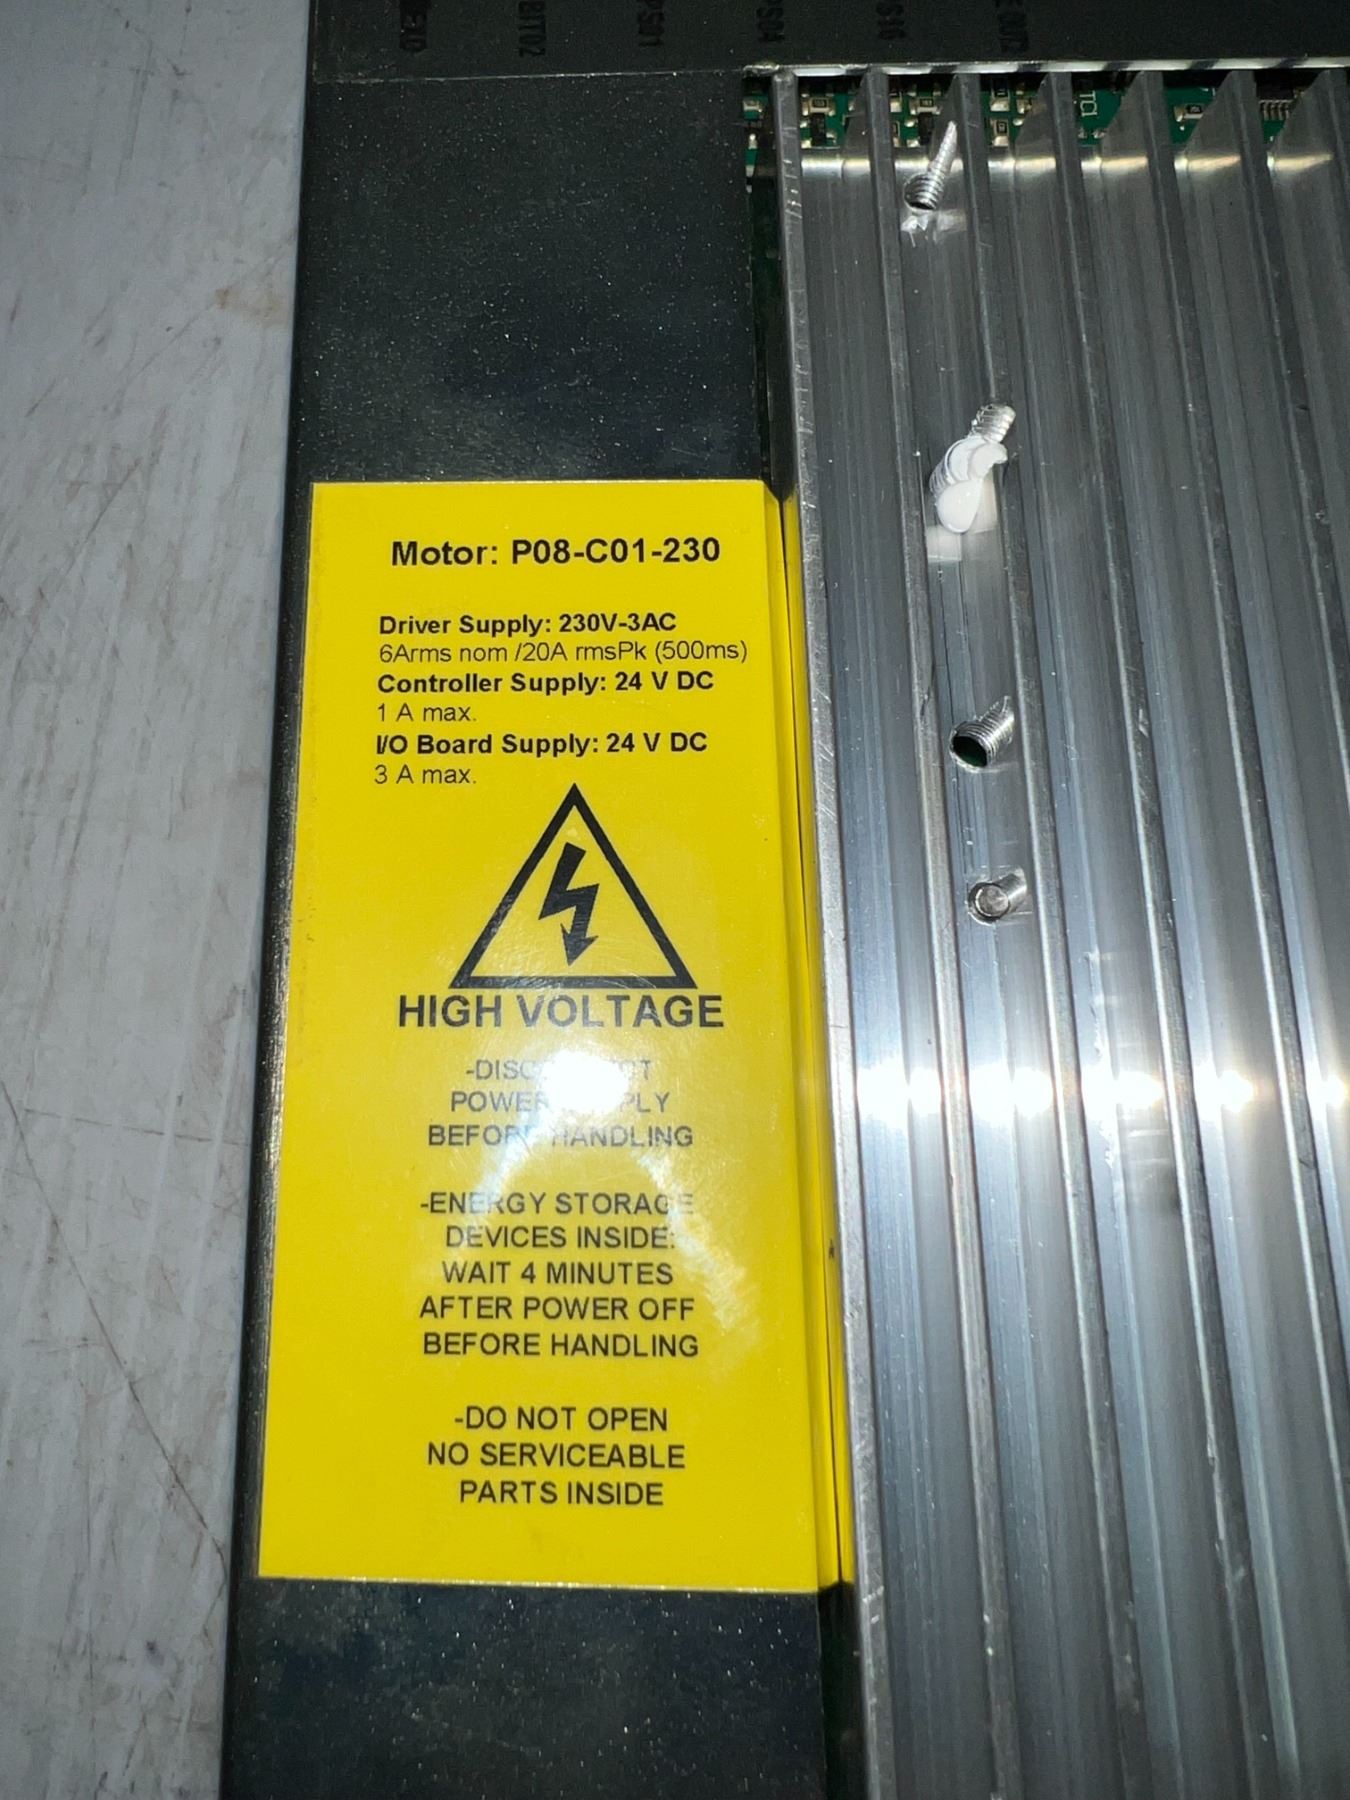 BIT02
Motor: P08-C01-230
Driver Supply: 230V-3AC
6Arms nom /20A rmsPk (500ms)
Controller Supply: 24 V DC
1 A max.
I/O Board Supply: 24 V DC
3 A max.
HIGH VOLTAGE
POWER
BEFORE HANDLING
-ENERGY STORAGE
DEVICES INSIDE:
WAIT 4 MINUTES
AFTER POWER OFF
BEFORE HANDLING
-DO NOT OPEN
NO SERVICEABLE
PARTS INSIDE